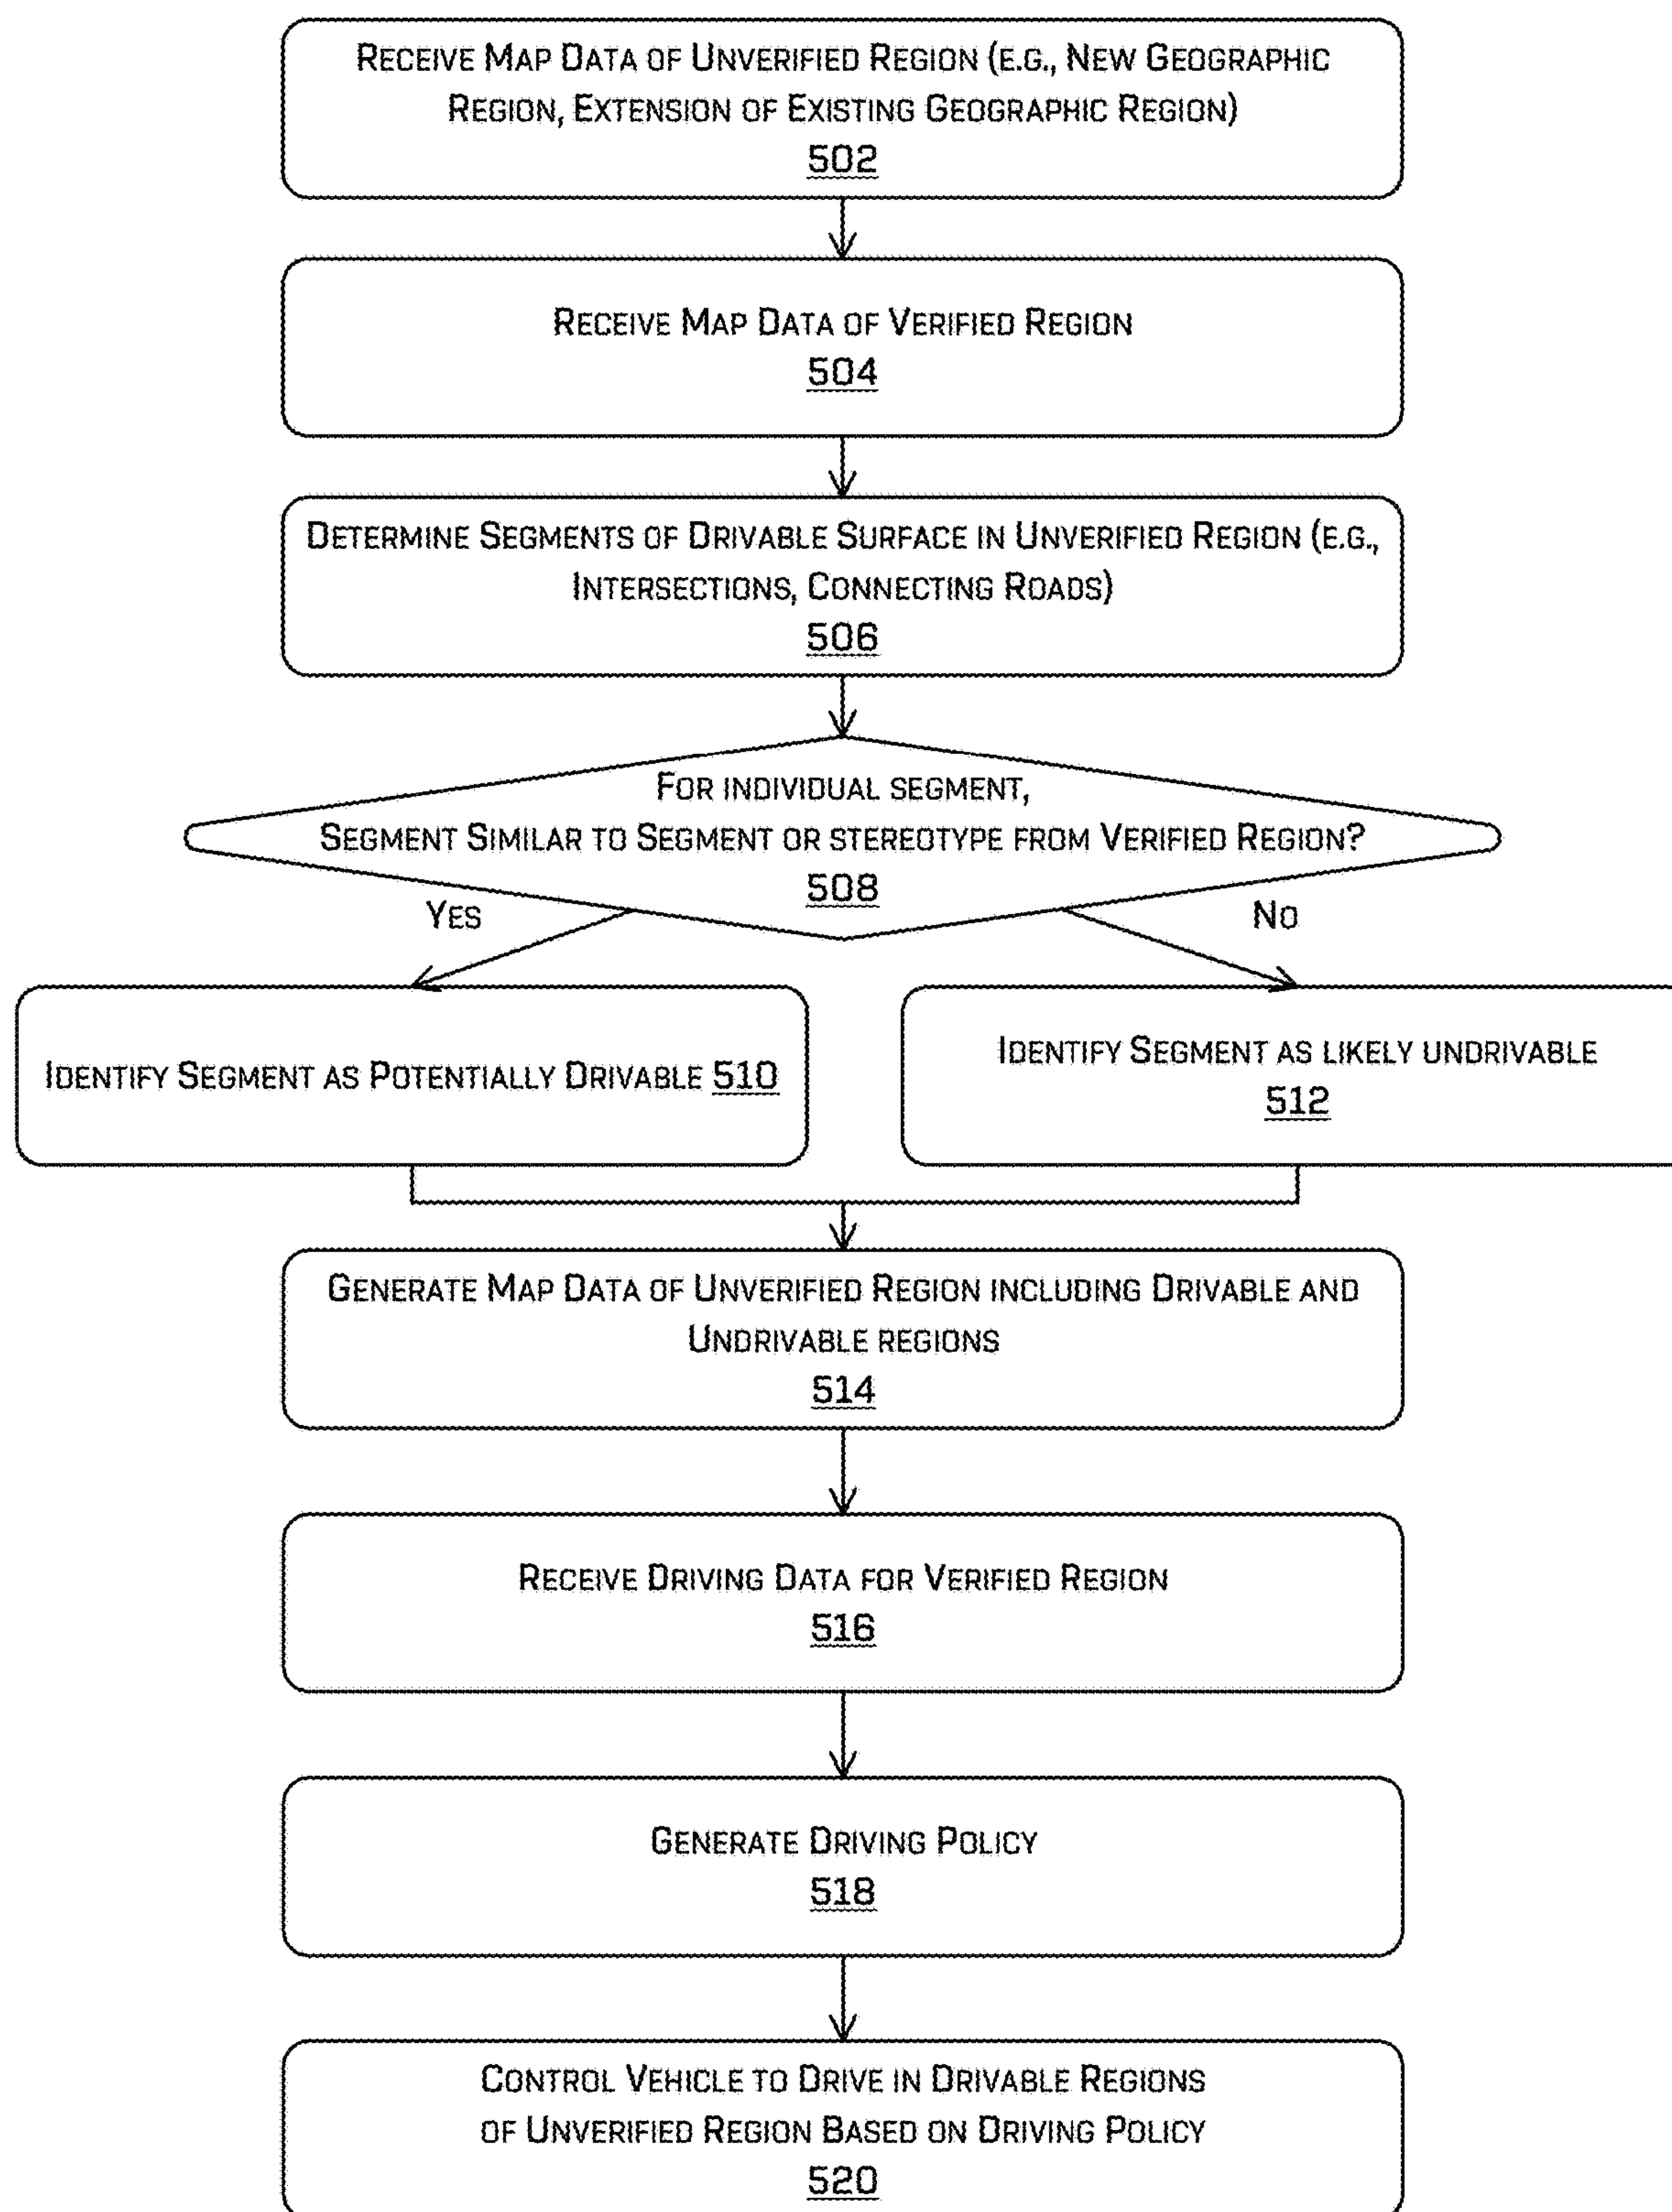 Receive Map Data of Unverified Region (e.g., New Geographic
Region, Extension of Existing Geographic Region)
502
Receive Map Data of Verified Region
504
Determine Segments of Drivable Surface in Unverified Region (e.g.,
Intersections, Connecting Roads)
506
For individual segment,
Segment Similar to Segment or stereotype from Verified Region?
508
Yes
No
Identify Segment as Potentially Drivable 510
Identify Segment as likely undrivable
512
Generate Map Data of Unverified Region including Drivable and
Undrivable regions
514
Receive Driving Data for Verified Region
516
Generate Driving Policy
518
Control Vehicle to Drive in Drivable Regions
of Unverified Region Based on Driving Policy
520